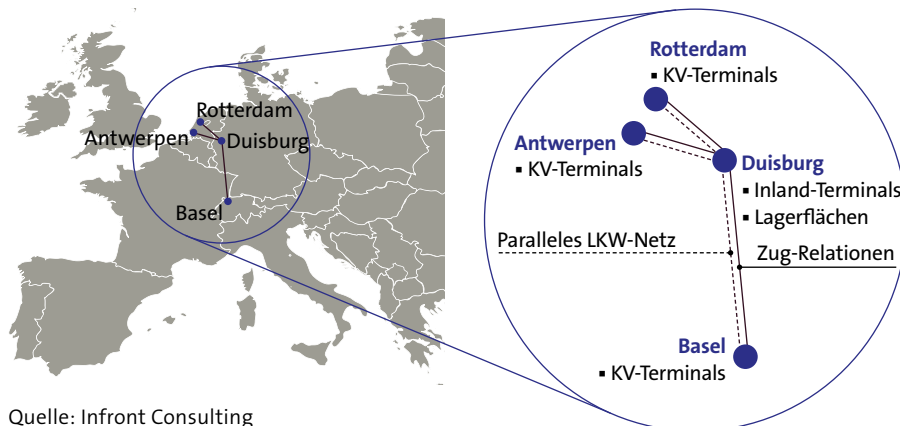 Rotterdam
Antwerpen
Duisburg
Basel
Rotterdam
▪ KV-Terminals
Antwerpen
▪ KV-Terminals
Duisburg
▪ Inland-Terminals
▪ Lagerflächen
Paralleles LKW-Netz
Zug-Relationen
Basel
▪ KV-Terminals
Quelle: Infront Consulting